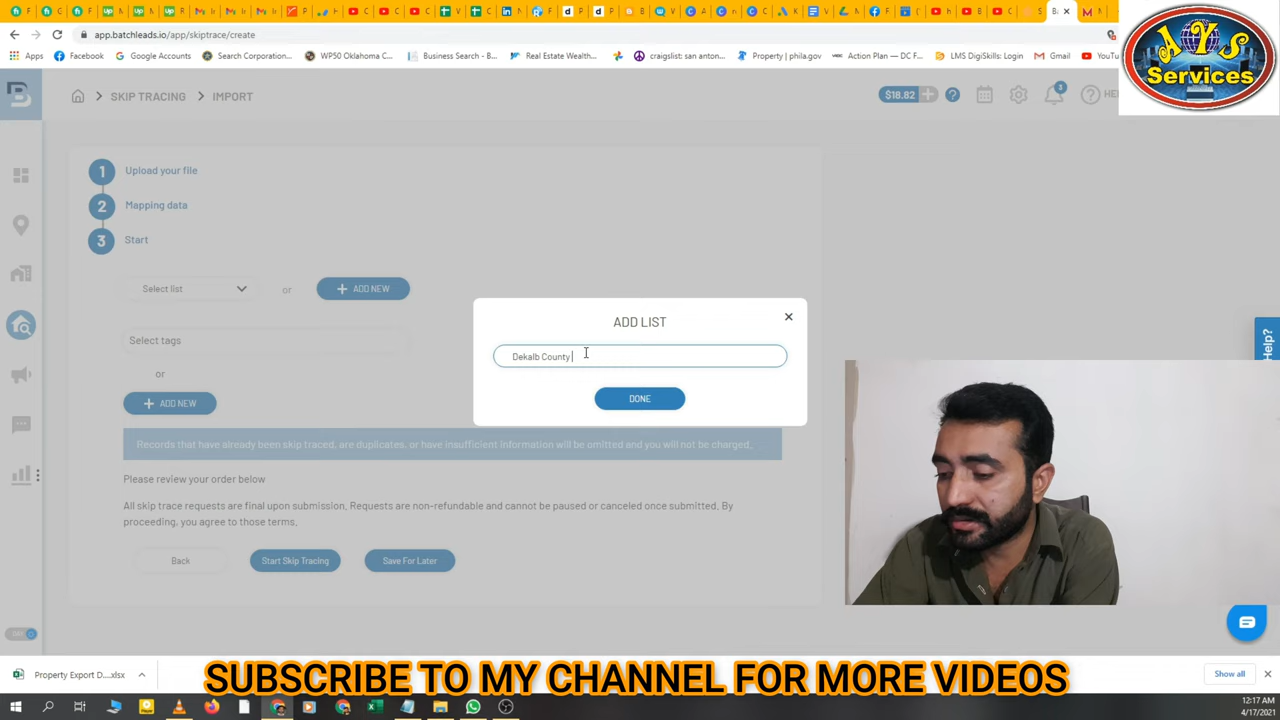 app.batchleads.io/app/skiptrace/create
Apps
Facebook
Google Accounts
Search Corporation...
WP50 Oklahoma C...
Business Search -...
Real Estate Wealth...
craigslist: san anton...
Property | phila.gov
Action Plan — DC F...
LMS DigiSkills: Login
Gmail
YouT
AYS
Services
SKIP TRACING
IMPORT
$18.82
3
HE
1
Upload your file
2
Mapping data
3
Start
Select list
or
ADD NEW
Select tags
or
ADD NEW
ADD LIST
Dekalb County
DONE
Records that have already been skip traced, are duplicates, or have insufficient information will be omitted and you will not be charged.
Please review your order below
All skip trace requests are final upon submission. Requests are non-refundable and cannot be paused or canceled once submitted. By
proceeding, you agree to those terms.
Back
Start Skip Tracing
Save For Later
Help?
Property Export D....xlsx
Show all
SUBSCRIBE TO MY CHANNEL FOR MORE VIDEOS
12:17 AM
4/17/2021